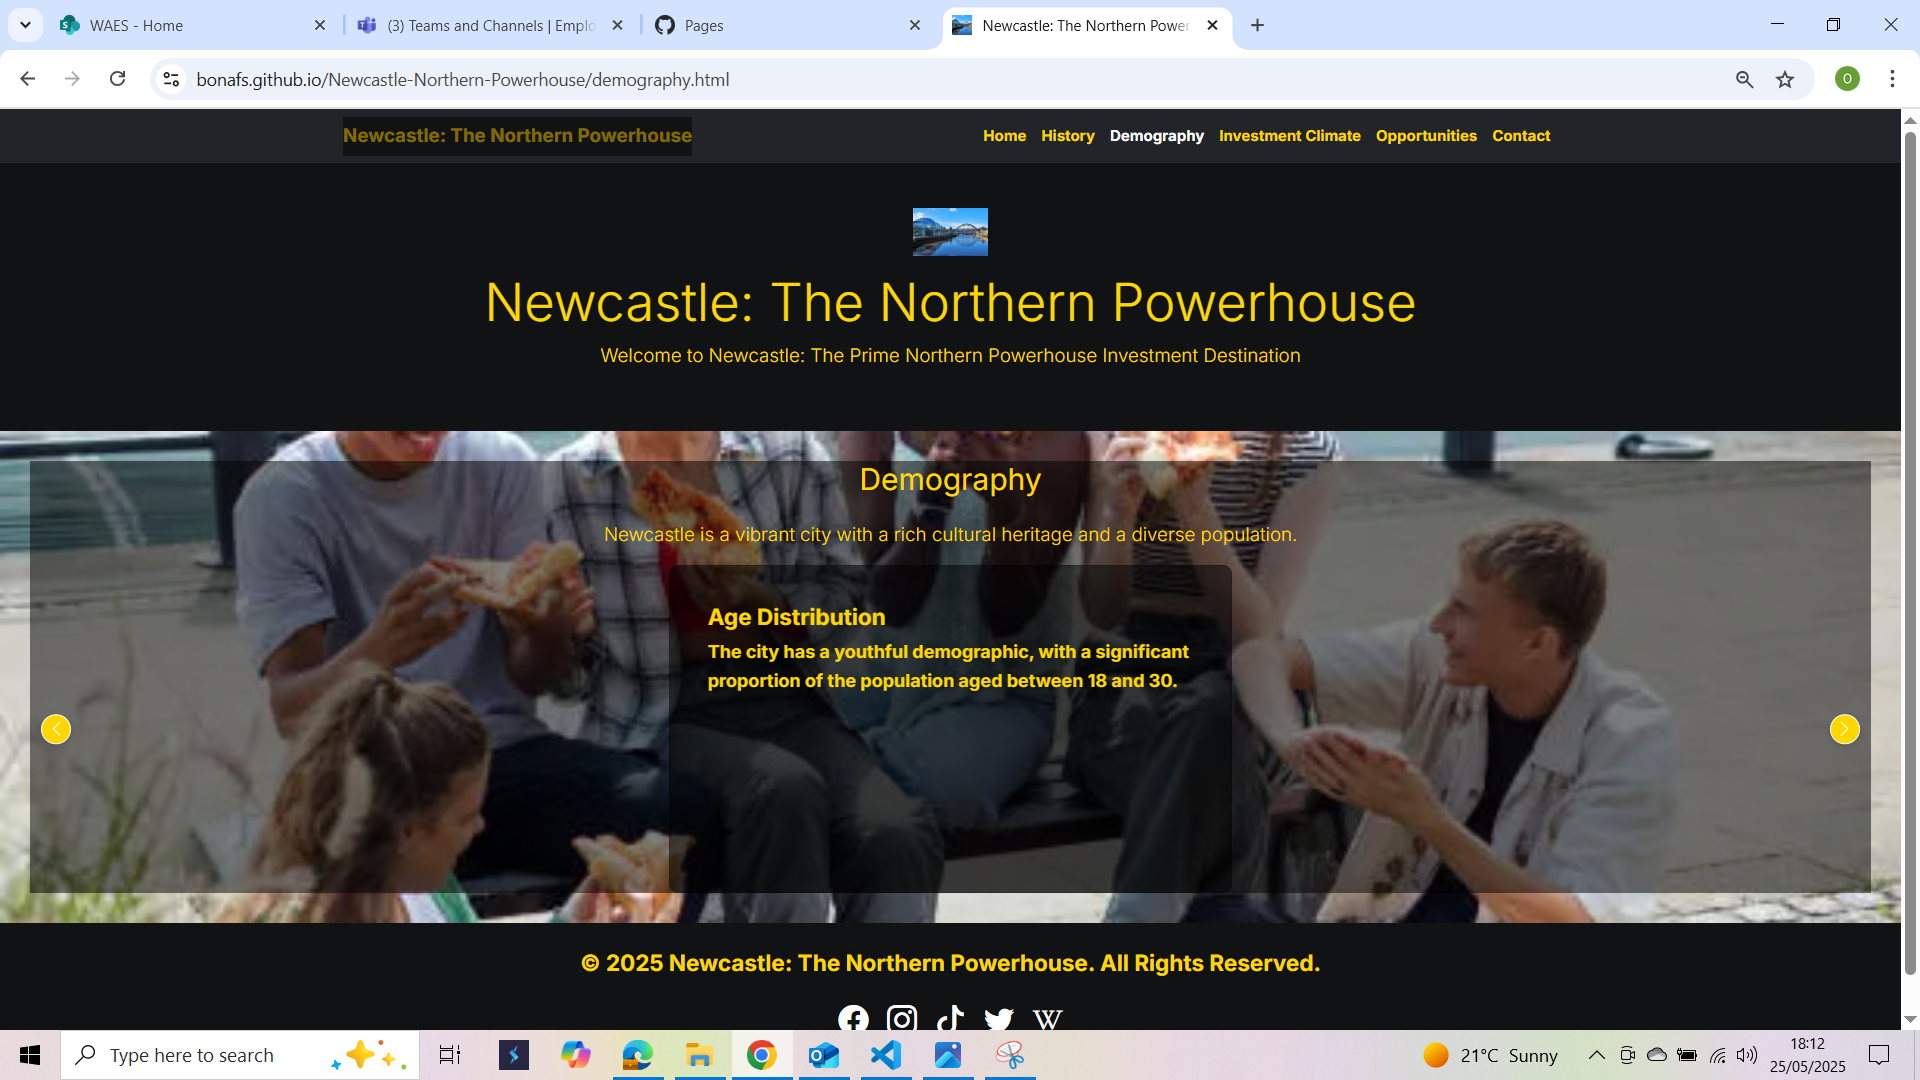 WAES - Home
(3) Teams and Channels | Emplo
Pages
Newcastle: The Northern Power
bonafs.github.io/Newcastle-Northern-Powerhouse/demography.html
O
Newcastle: The Northern Powerhouse
Home History Demography Investment Climate Opportunities Contact
Newcastle: The Northern Powerhouse
Welcome to Newcastle: The Prime Northern Powerhouse Investment Destination
Demography
Newcastle is a vibrant city with a rich cultural heritage and a diverse population.
Age Distribution
The city has a youthful demographic, with a significant
proportion of the population aged between 18 and 30.
© 2025 Newcastle: The Northern Powerhouse. All Rights Reserved.
W
Type here to search
21°C Sunny
18:12
25/05/2025